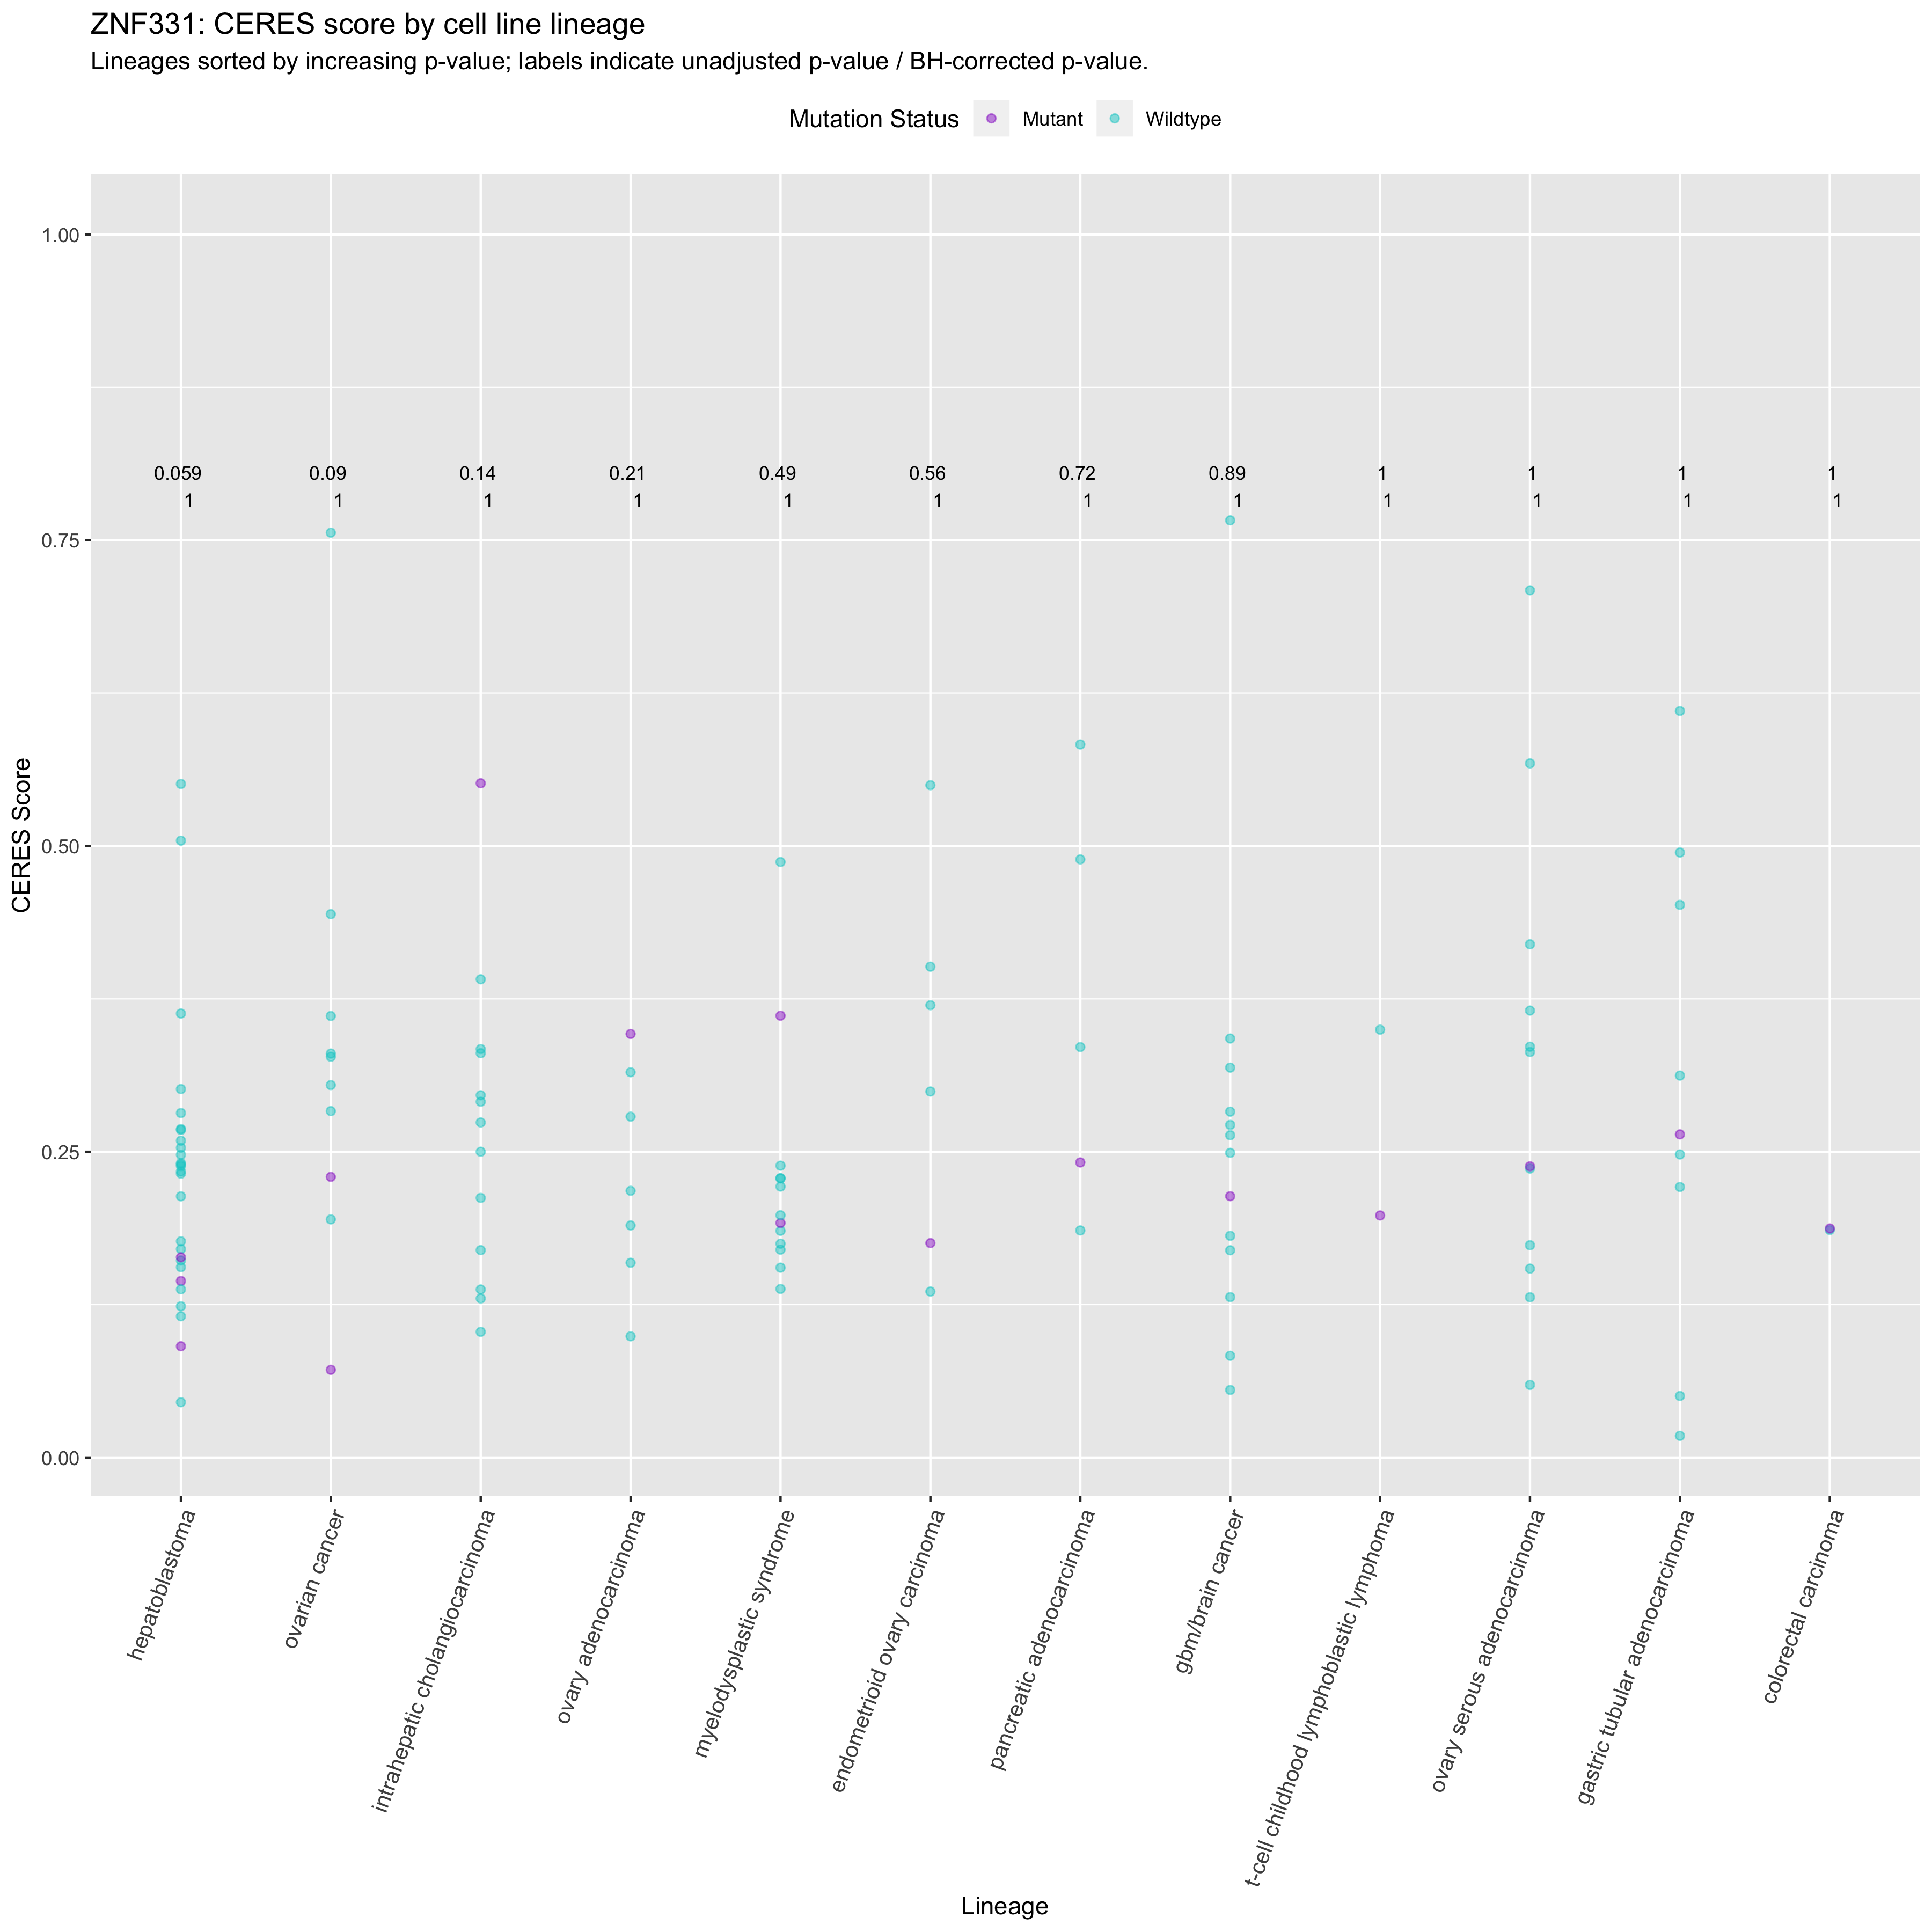 ZNF331: CERES score by cell line lineage
Lineages sorted by increasing p-value; labels indicate unadjusted p-value / BH-corrected p-value.
Mutation Status Mutant Wildtype
1.00
0.059 0.09 0.14 0.21 0.49 0.56 0.72 0.89 1 1 1 1
1 1 1 1 1 1 1 1 1 1 1 1
0.75
0.50
0.25
0.00
CERES Score
hepatoblastoma
ovarian cancer
intrahepatic cholangiocarcinoma
ovary adenocarcinoma
myelodysplastic syndrome
endometrioid ovary carcinoma
pancreatic adenocarcinoma
gbm/brain cancer
t-cell childhood lymphoblastic lymphoma
ovary serous adenocarcinoma
gastric tubular adenocarcinoma
colorectal carcinoma
Lineage